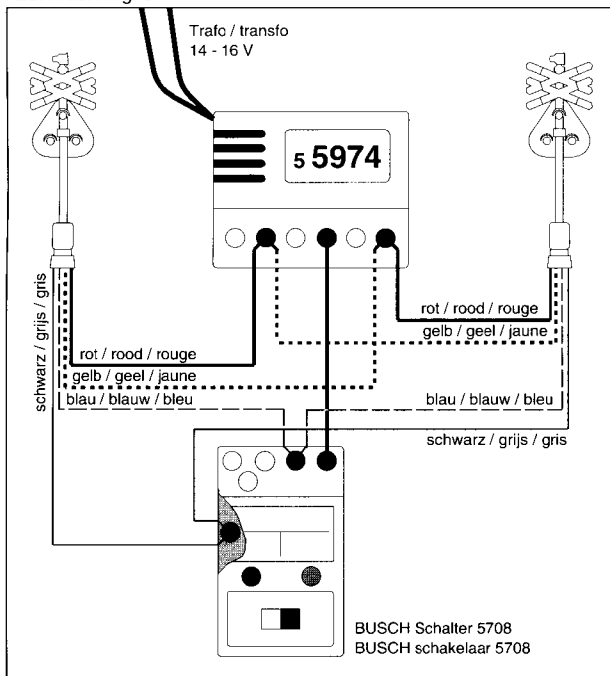 Trafo / transfo
14 - 16 V
5 5974
rot / rood / rouge
gelb / geel / jaune
schwarz / grijs / gris
rot / rood / rouge
gelb / geel / jaune
blau / blauw / bleu
blau / blauw / bleu
schwarz / grijs / gris
BUSCH Schalter 5708
BUSCH schakelaar 5708